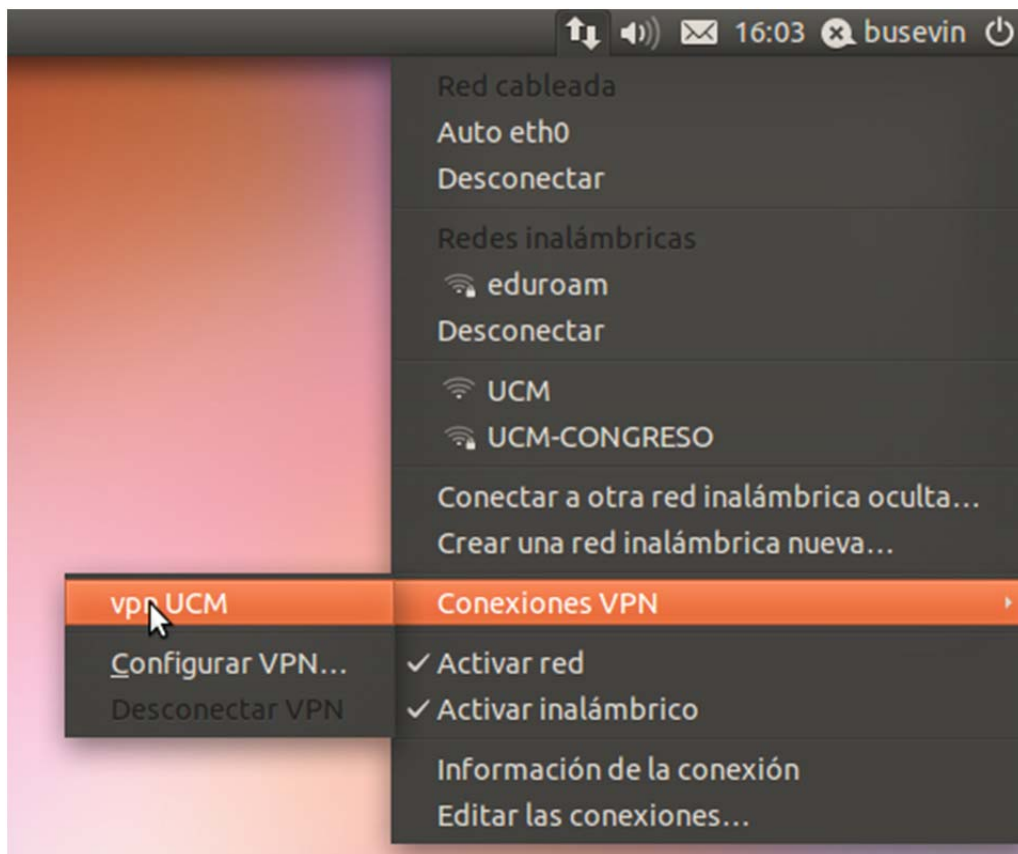 16:03 busevin
Red cableada
Auto eth0
Desconectar
Redes inalámbricas
eduroam
Desconectar
UCM
UCM-CONGRESO
Conectar a otra red inalámbrica oculta...
Crear una red inalámbrica nueva...
Conexiones VPN
vpn UCM
Configurar VPN...
Desconectar VPN
Activar red
Activar inalámbrico
Información de la conexión
Editar las conexiones...